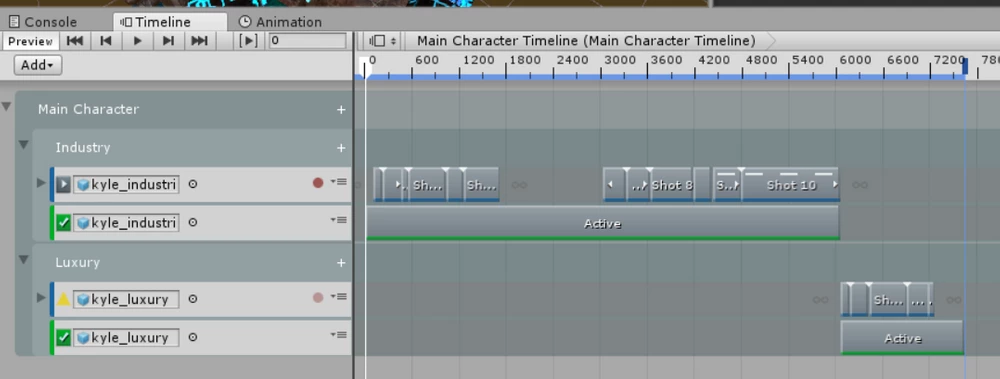 Console Timeline Animation
Preview 0 Main Character Timeline (Main Character Timeline)
Add
0 600 1200 1800 2400 3000 3600 4200 4800 5400 6000 6600 7200 780
Main Character +
Industry +
kyle_industri Sh... Sh... ... Shot 8 S... Shot 10
kyle_industri Active
Luxury +
kyle_luxury Sh... ...
kyle_luxury Active